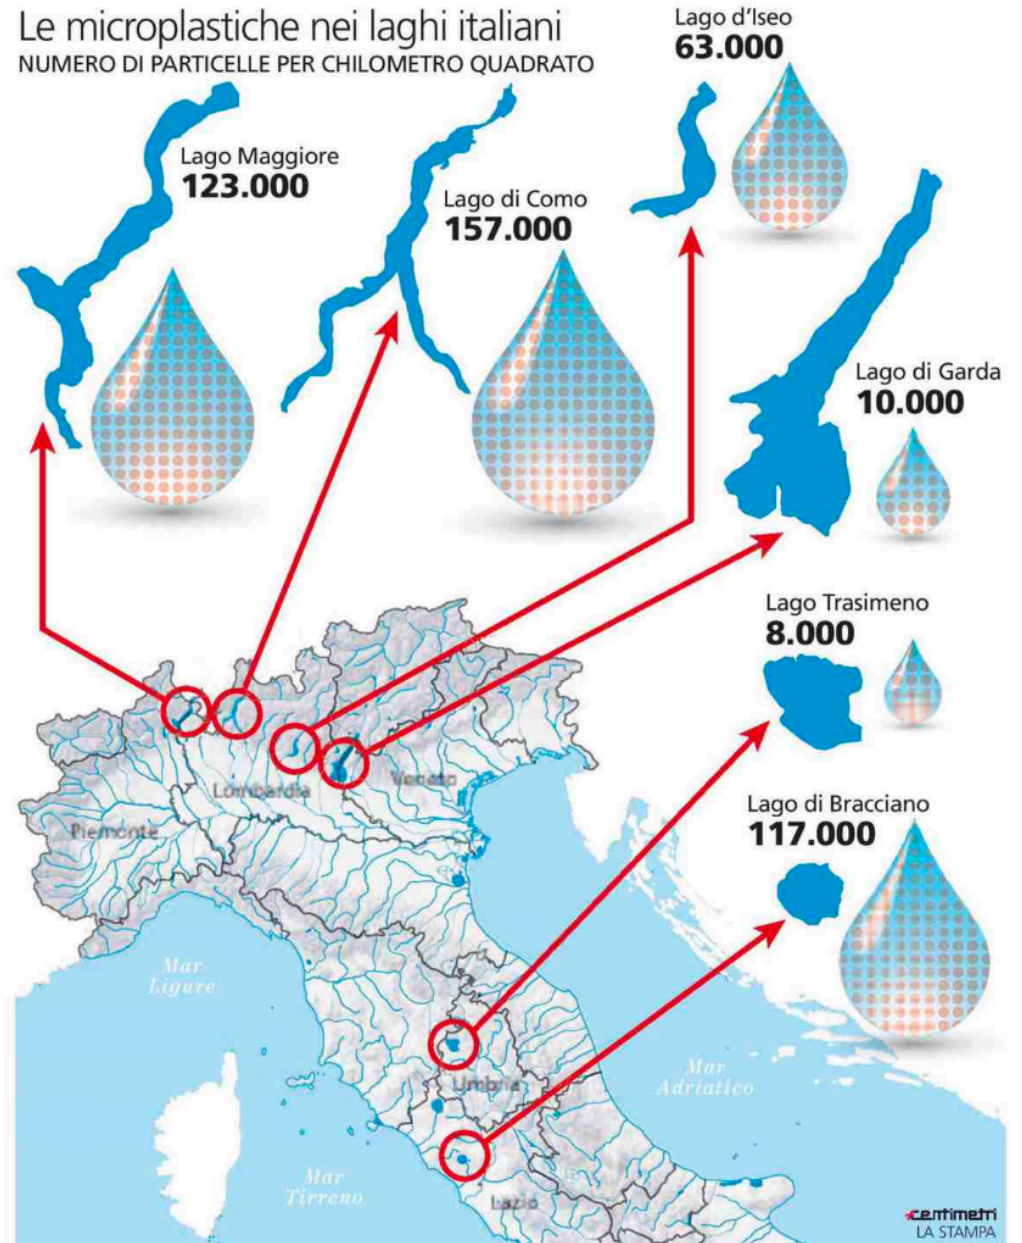 Le microplastiche nei laghi italiani
NUMERO DI PARTICELLE PER CHILOMETRO QUADRATO
Lago d'Iseo
63.000
Lago Maggiore
123.000
Lago di Como
157.000
Lago di Garda
10.000
Lago Trasimeno
8.000
Lago di Bracciano
117.000
Lombardia
Veneto
Piemonte
Mar
Ligure
Umbria
Mar
Adriatico
Mar
Tirreno
Lazio
centimetri
LA STAMPA